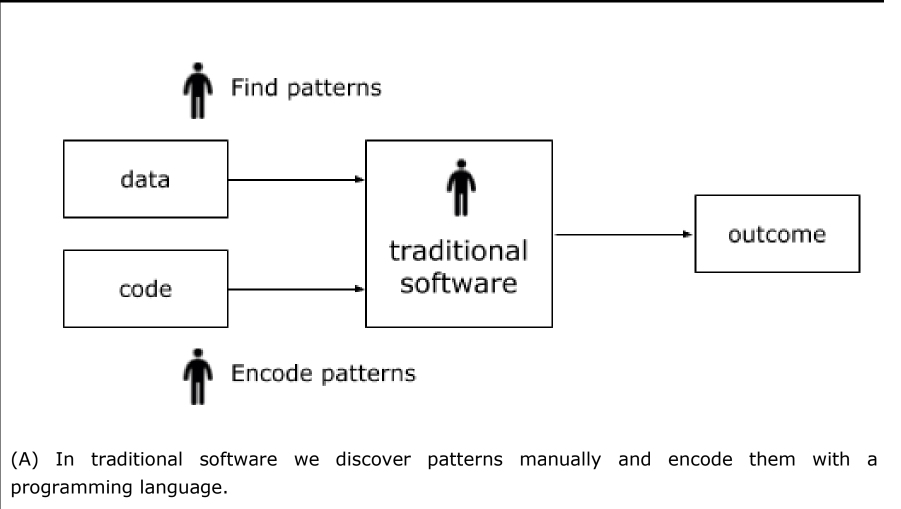 Find patterns
data
traditional
software
outcome
code
Encode patterns
(A) In traditional software we discover patterns manually and encode them with a
programming language.